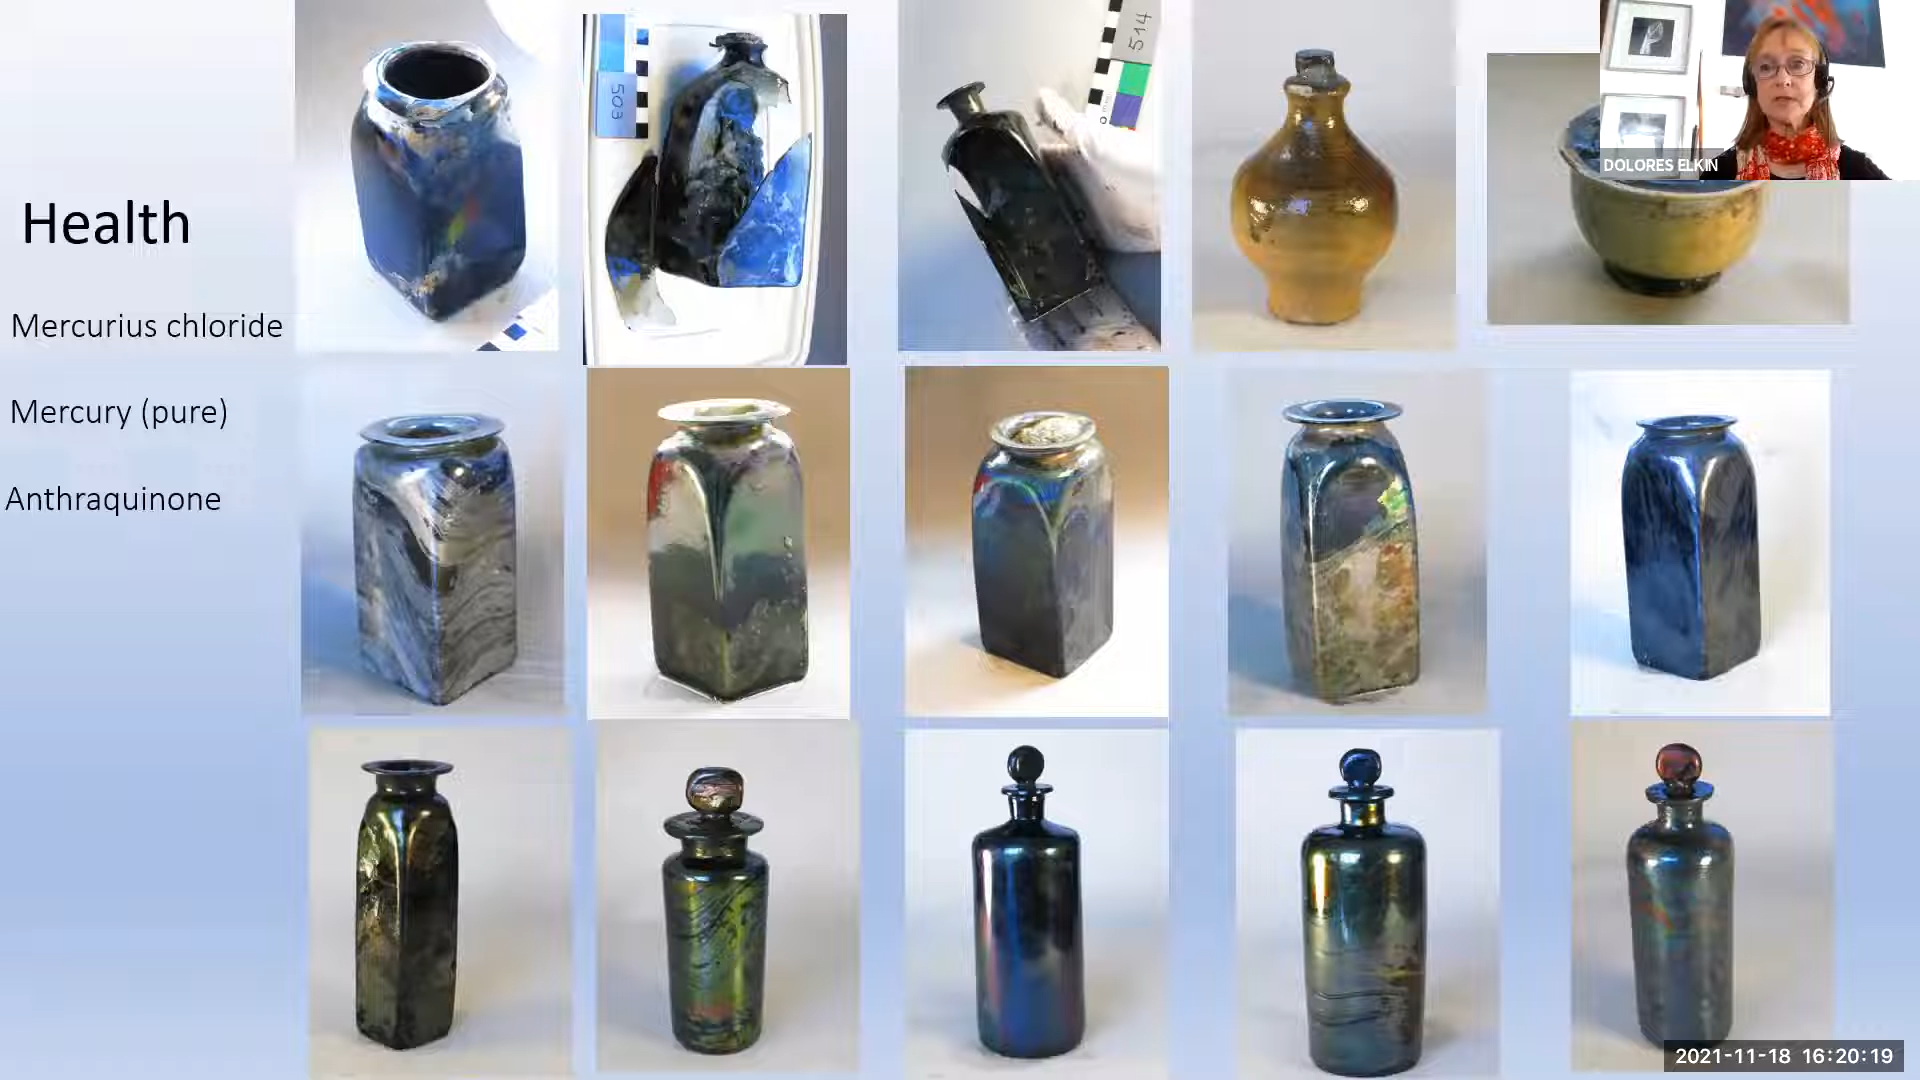 Health
Mercurius chloride
Mercury (pure)
Anthraquinone
503
514
DOLORES ELKIN
2021-11-18 16:20:19